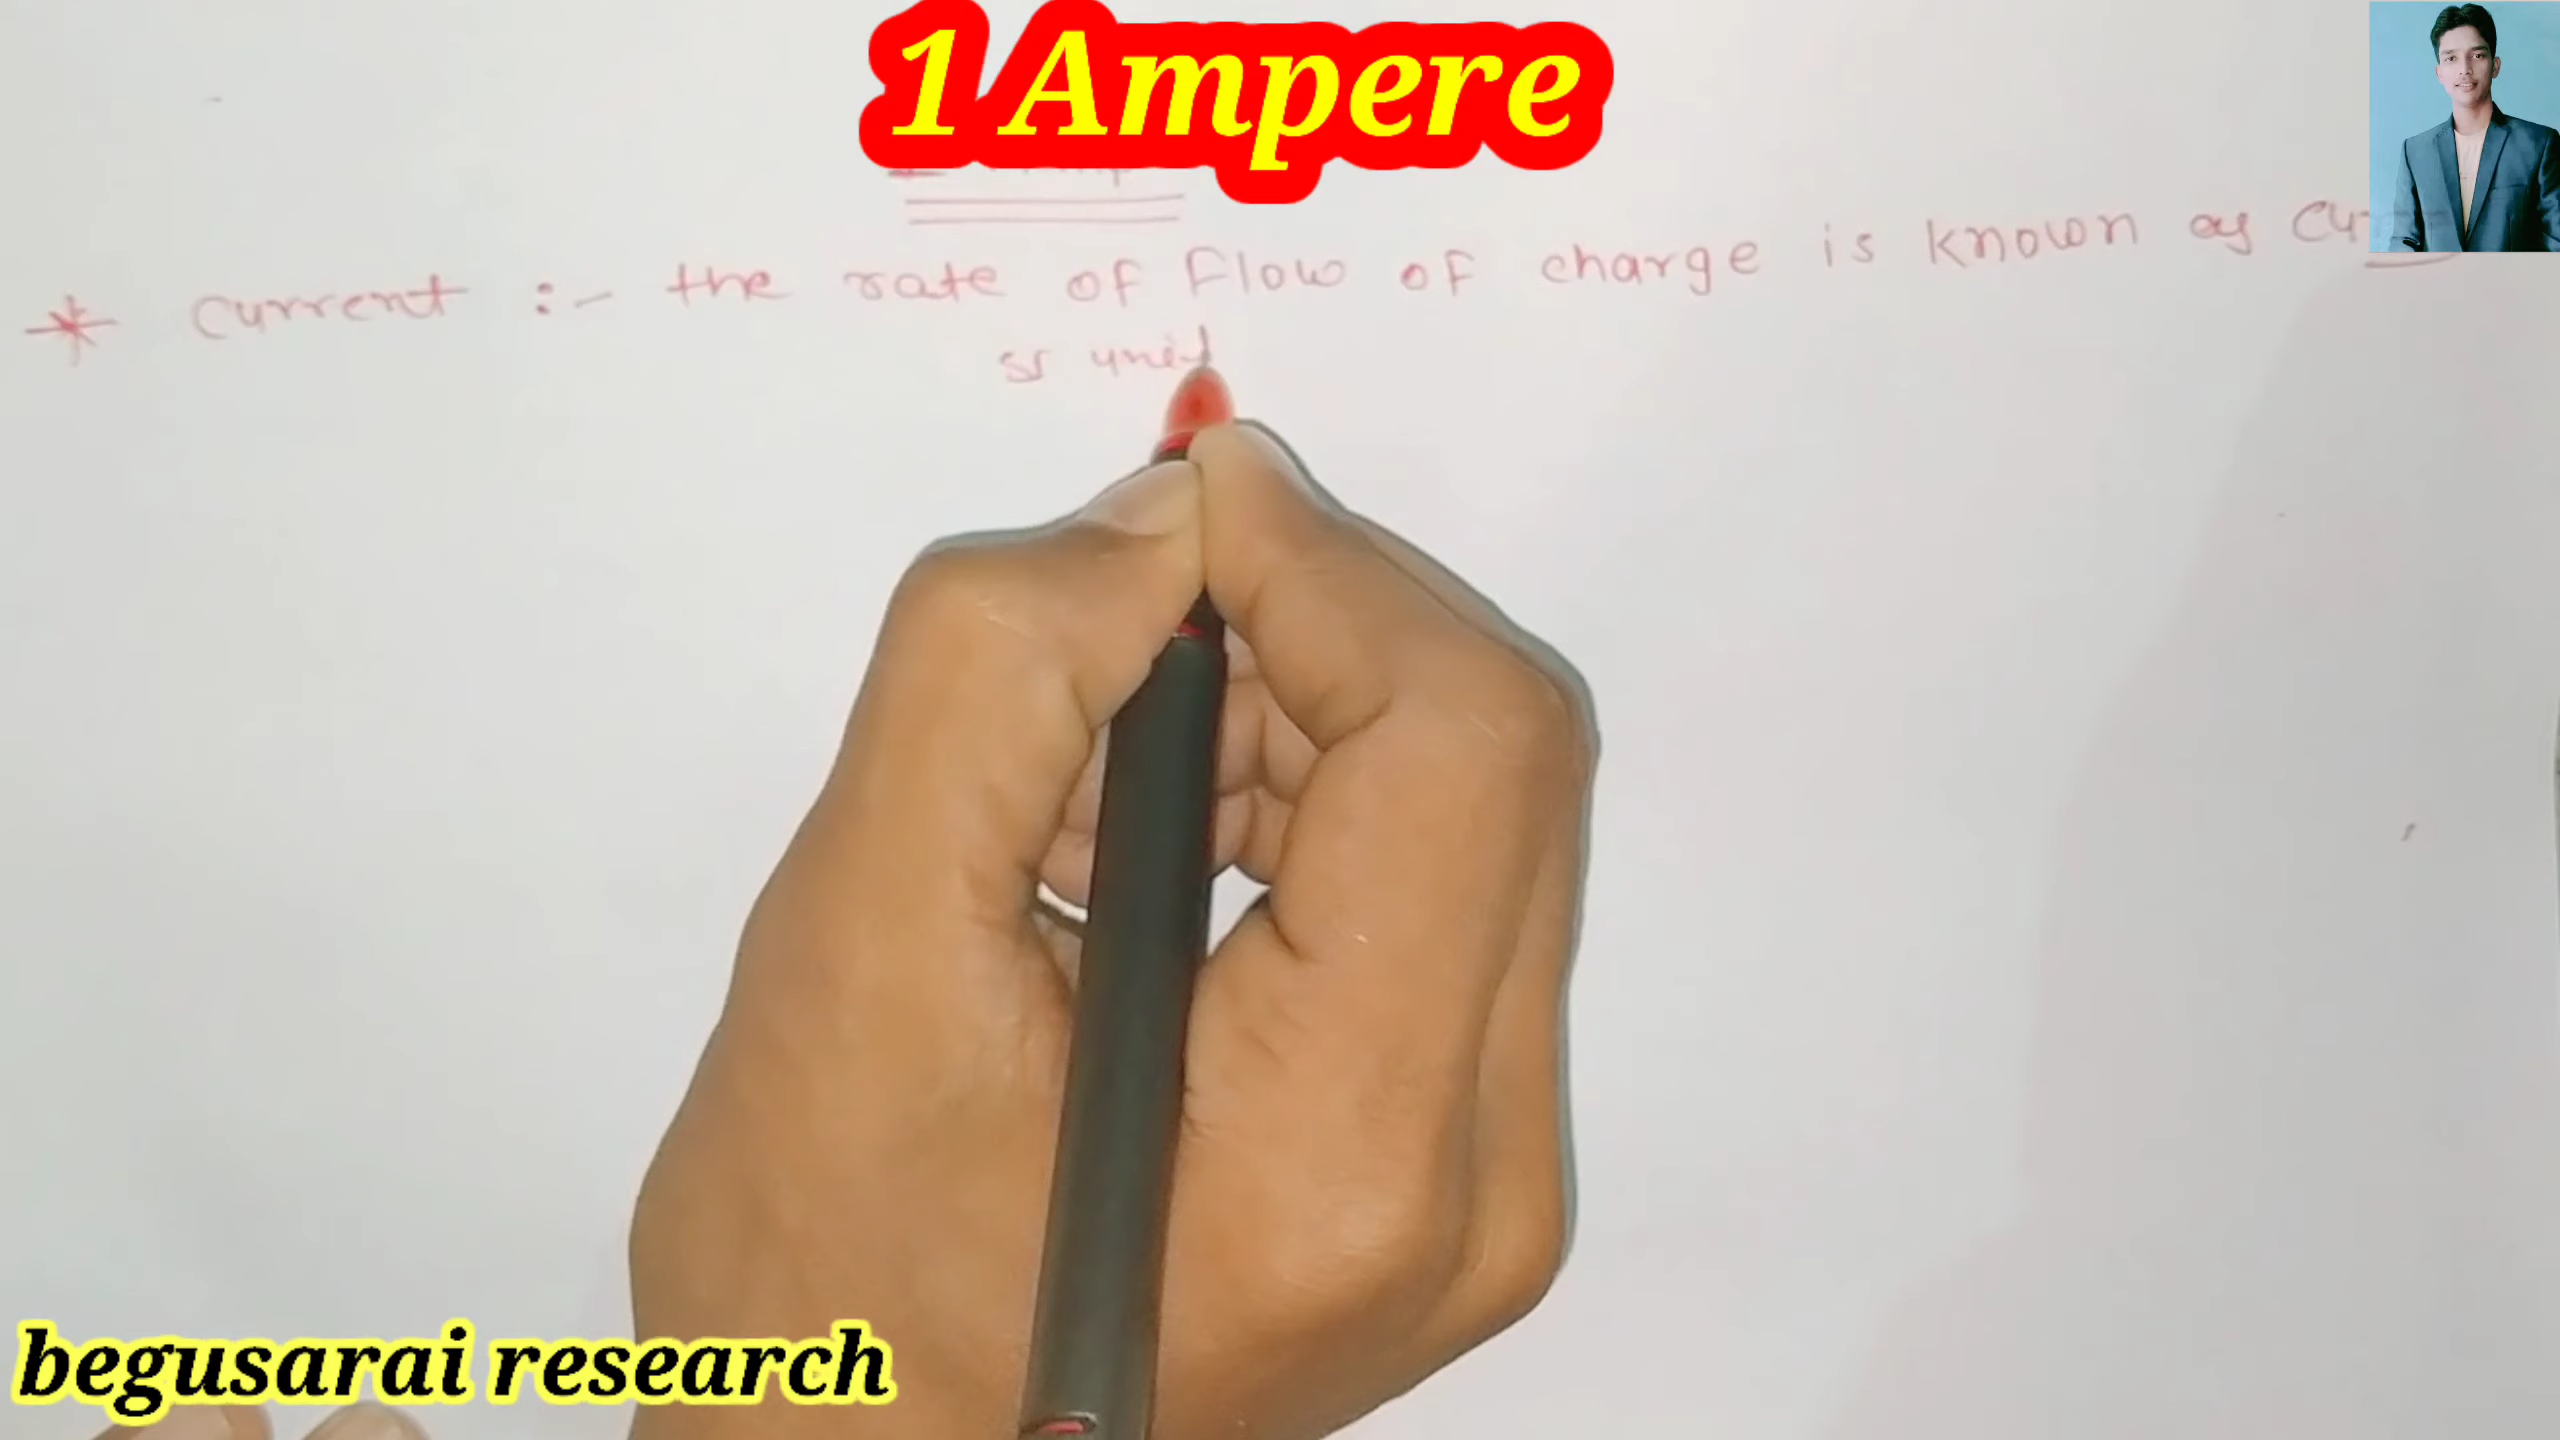 1 Ampere
* Current :- the rate of flow of charge is known as
SI unit
begusarai research